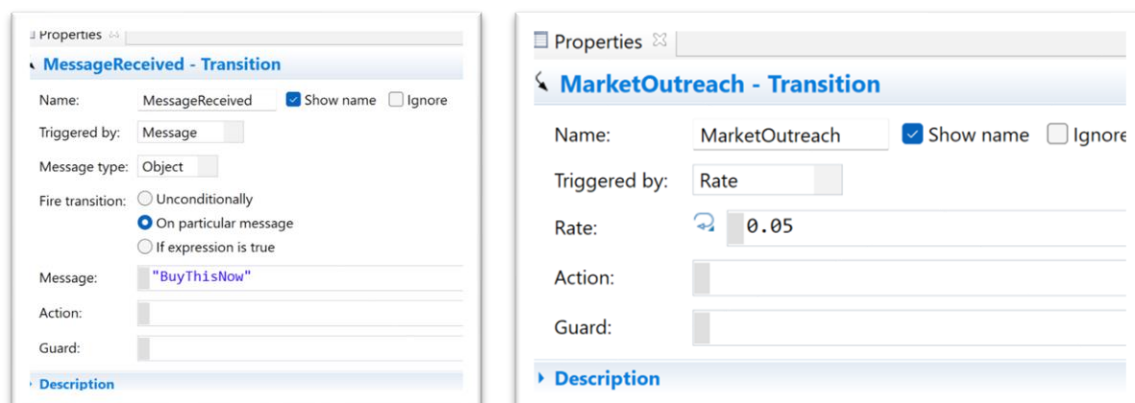 Properties
MessageReceived - Transition
Name: MessageReceived Show name Ignore
Triggered by: Message
Message type: Object
Fire transition: Unconditionally
On particular message
If expression is true
Message: "BuyThisNow"
Action:
Guard:
Description
Properties
MarketOutreach - Transition
Name: MarketOutreach Show name Ignore
Triggered by: Rate
Rate: 0.05
Action:
Guard:
Description